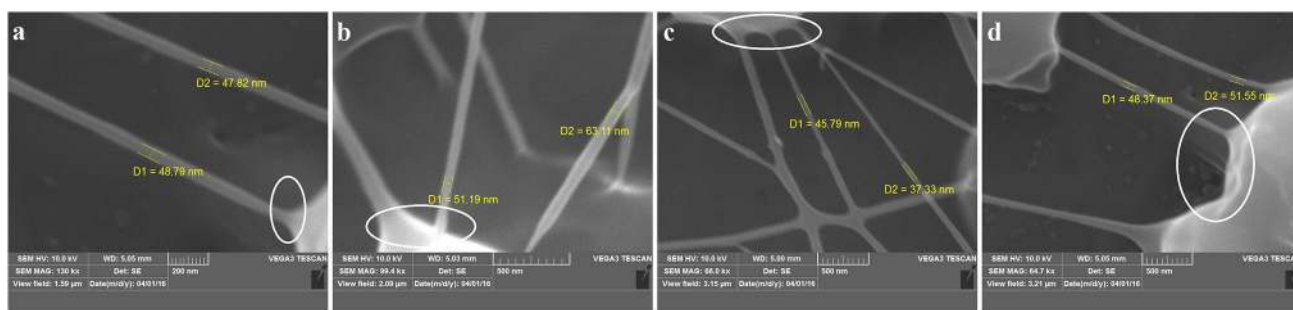 a
D2 = 47.82 nm
D1 = 48.79 nm
SEM HV: 10.0 kV WD: 5.05 mm VEGA3 TESCAN
SEM MAG: 130 kx Det: SE 200 nm
View field: 1.59 µm Date(m/d/y): 04/01/16
b
D2 = 63.11 nm
D1 = 51.19 nm
SEM HV: 10.0 kV WD: 5.03 mm VEGA3 TESCAN
SEM MAG: 99.4 kx Det: SE 500 nm
View field: 2.09 µm Date(m/d/y): 04/01/16
c
D1 = 45.79 nm
D2 = 37.33 nm
SEM HV: 10.0 kV WD: 5.00 mm VEGA3 TESCAN
SEM MAG: 66.0 kx Det: SE 500 nm
View field: 3.15 µm Date(m/d/y): 04/01/16
d
D1 = 48.37 nm
D2 = 51.55 nm
SEM HV: 10.0 kV WD: 5.05 mm VEGA3 TESCAN
SEM MAG: 64.7 kx Det: SE 500 nm
View field: 3.21 µm Date(m/d/y): 04/01/16